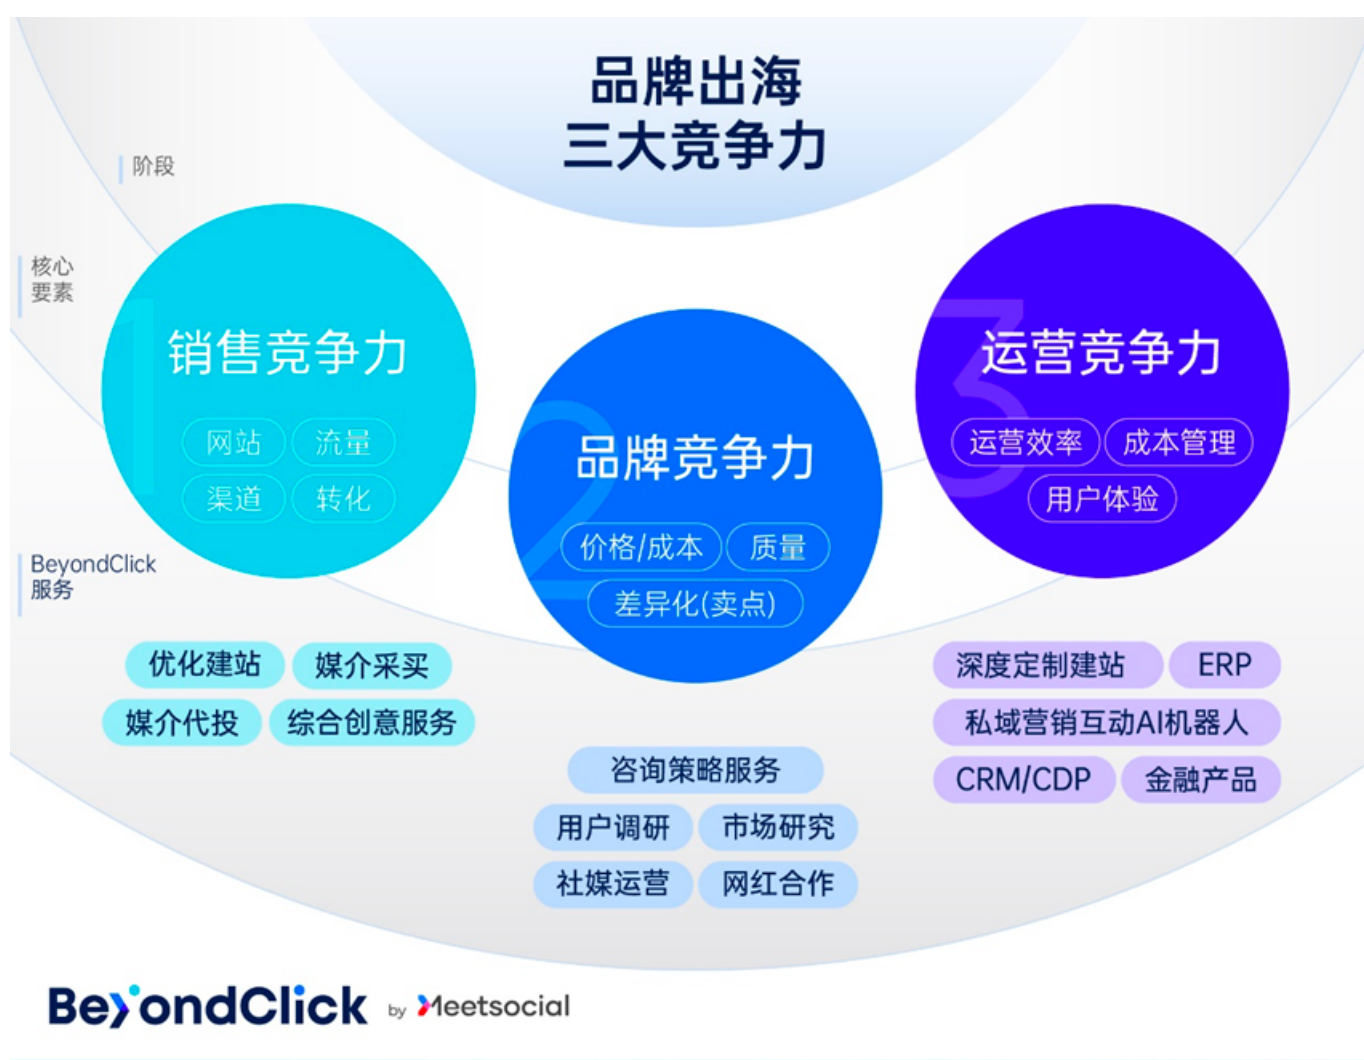 品牌出海
三大竞争力
阶段
核心
要素
BeyondClick
服务
1
销售竞争力
网站 流量
渠道 转化
优化建站 媒介采买
媒介代投 综合创意服务
2
品牌竞争力
价格/成本 质量
差异化(卖点)
咨询策略服务
用户调研 市场研究
社媒运营 网红合作
3
运营竞争力
运营效率 成本管理
用户体验
深度定制建站 ERP
私域营销互动AI机器人
CRM/CDP 金融产品
BeyondClick by Meetsocial